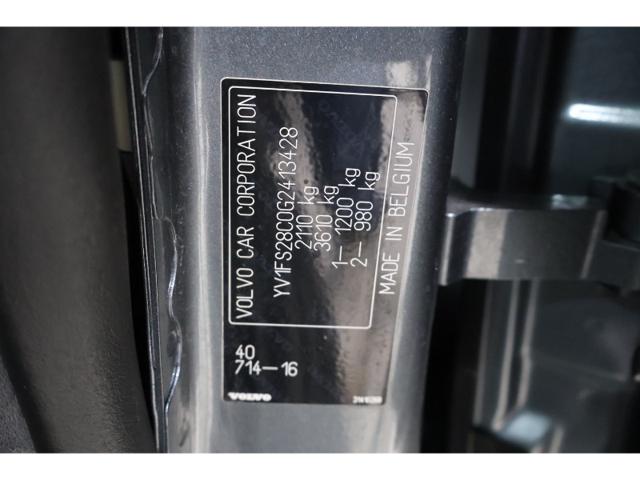 VOLVO CAR CORPORATION
YV1FS28C0G2413428
2110 kg
3610 kg
1– 1200 kg
2– 980 kg
MADE IN BELGIUM
40
714–16
VOLVO